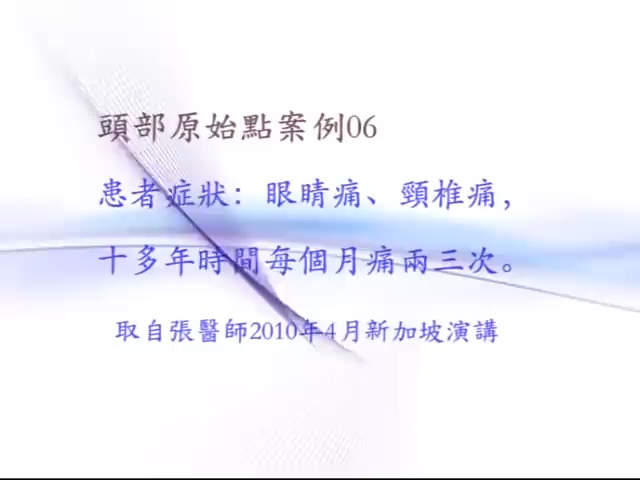 頭部原始點案例06
患者症狀：眼睛痛、頸椎痛，
十多年時間每個月痛兩三次。
取自張醫師2010年4月新加坡演講